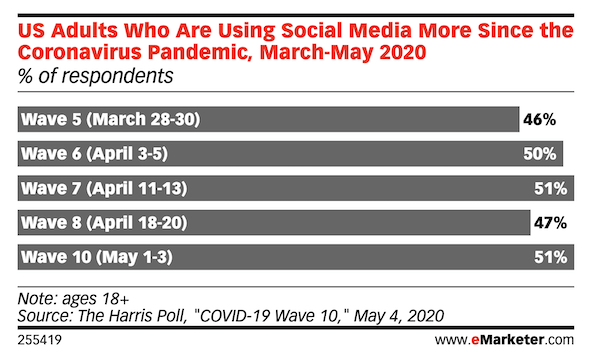 US Adults Who Are Using Social Media More Since the
Coronavirus Pandemic, March-May 2020
% of respondents
Wave 5 (March 28-30) 46%
Wave 6 (April 3-5) 50%
Wave 7 (April 11-13) 51%
Wave 8 (April 18-20) 47%
Wave 10 (May 1-3) 51%
Note: ages 18+
Source: The Harris Poll, "COVID-19 Wave 10," May 4, 2020
255419 www.eMarketer.com